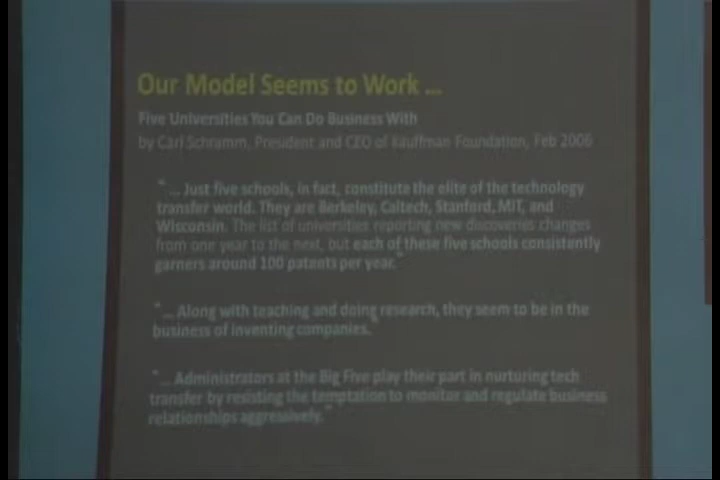 Our Model Seems to Work ...
Five Universities You Can Do Business With
by Carl Schramm, President and CEO of Kauffman Foundation, Feb 2006
" ... Just five schools, in fact, constitute the elite of the technology
transfer world. They are Berkeley, Caltech, Stanford, MIT, and
Wisconsin. The list of universities reporting new discoveries changes
from one year to the next, but each of these five schools consistently
garners around 100 patents per year."
"... Along with teaching and doing research, they seem to be in the
business of inventing companies."
"... Administrators at the Big Five play their part in nurturing tech
transfer by resisting the temptation to monitor and regulate business
relationships aggressively."